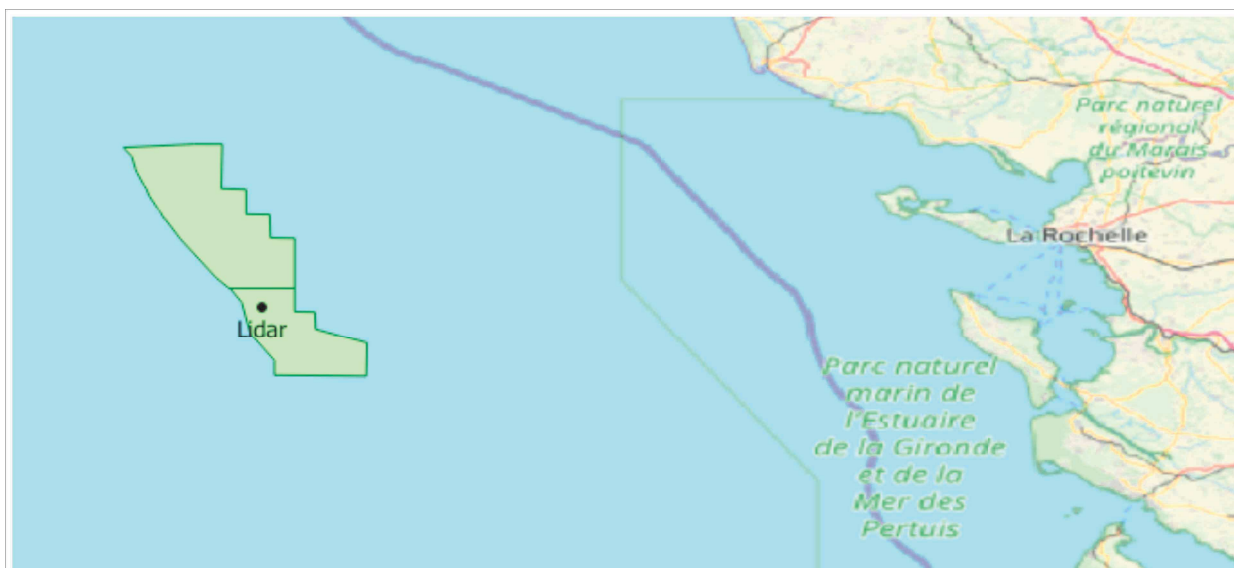 Parc naturel
régional
du Marais
poitevin
La Rochelle
Lidar
Parc naturel
marin de
l'Estuaire
de la Gironde
et de la
Mer des
Pertuis